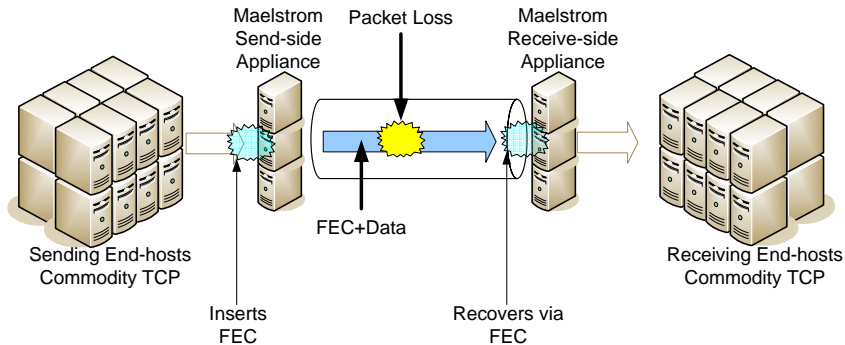 Maelstrom
Send-side
Appliance
Packet Loss
Maelstrom
Receive-side
Appliance
FEC+Data
Sending End-hosts
Commodity TCP
Receiving End-hosts
Commodity TCP
Inserts
FEC
Recovers via
FEC